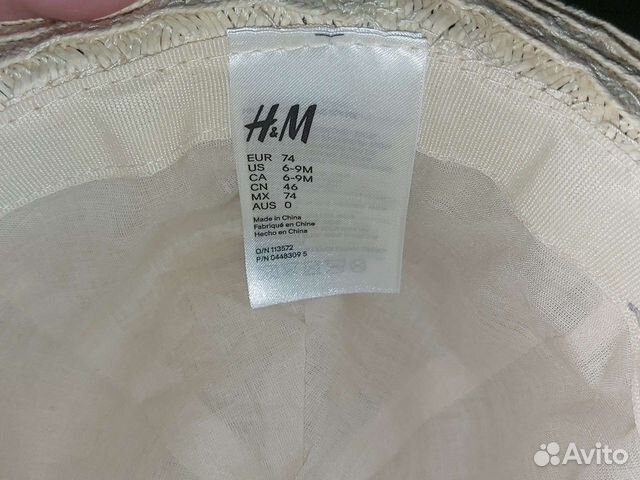 H&M
EUR 74
US 6-9M
CA 6-9M
CN 46
MX 74
AUS 0
Made in China
Fabriqué en Chine
Hecho en China
O/N 113572
P/N 0448309 5
Avito